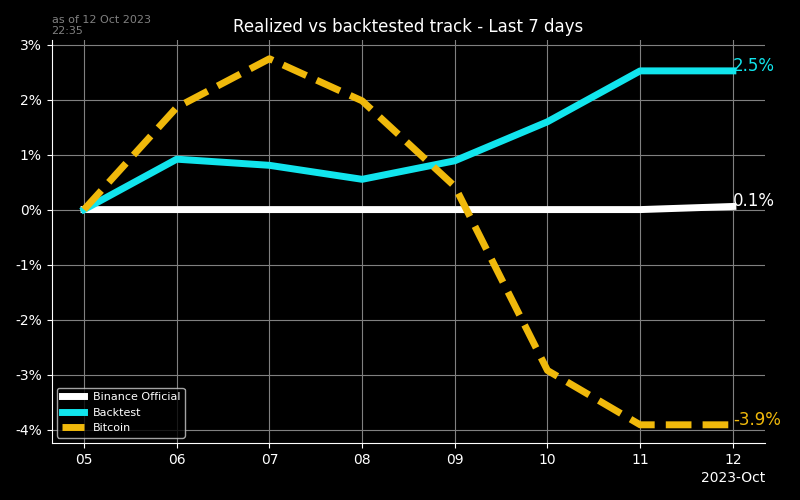 as of 12 Oct 2023
22:35
Realized vs backtested track - Last 7 days
3%
2%
1%
0%
-1%
-2%
-3%
-4%
2.5%
0.1%
-3.9%
Binance Official
Backtest
Bitcoin
05 06 07 08 09 10 11 12
2023-Oct